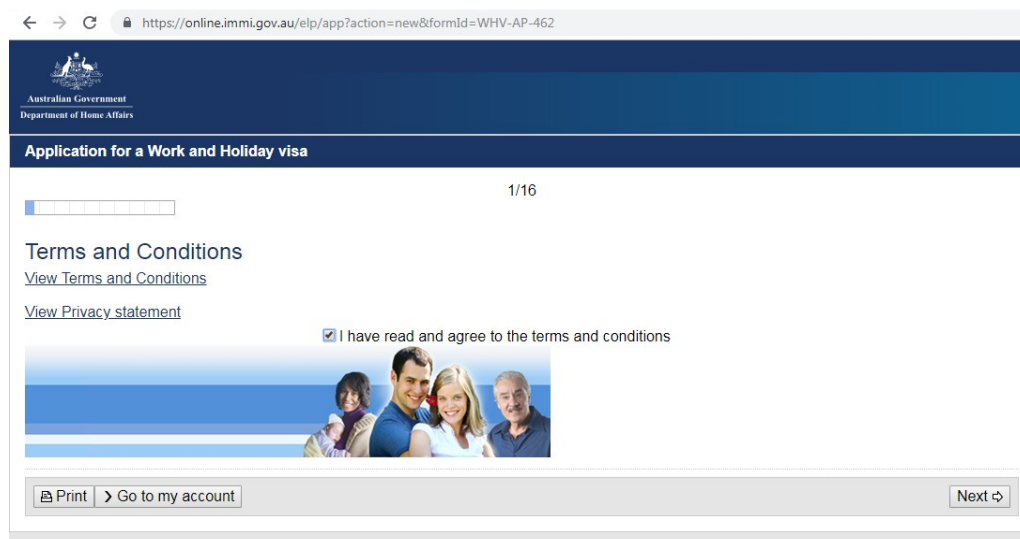 https://online.immi.gov.au/elp/app?action=new&formId=WHV-AP-462
Australian Government
Department of Home Affairs
Application for a Work and Holiday visa
1/16
Terms and Conditions
View Terms and Conditions
View Privacy statement
I have read and agree to the terms and conditions
Print
Go to my account
Next